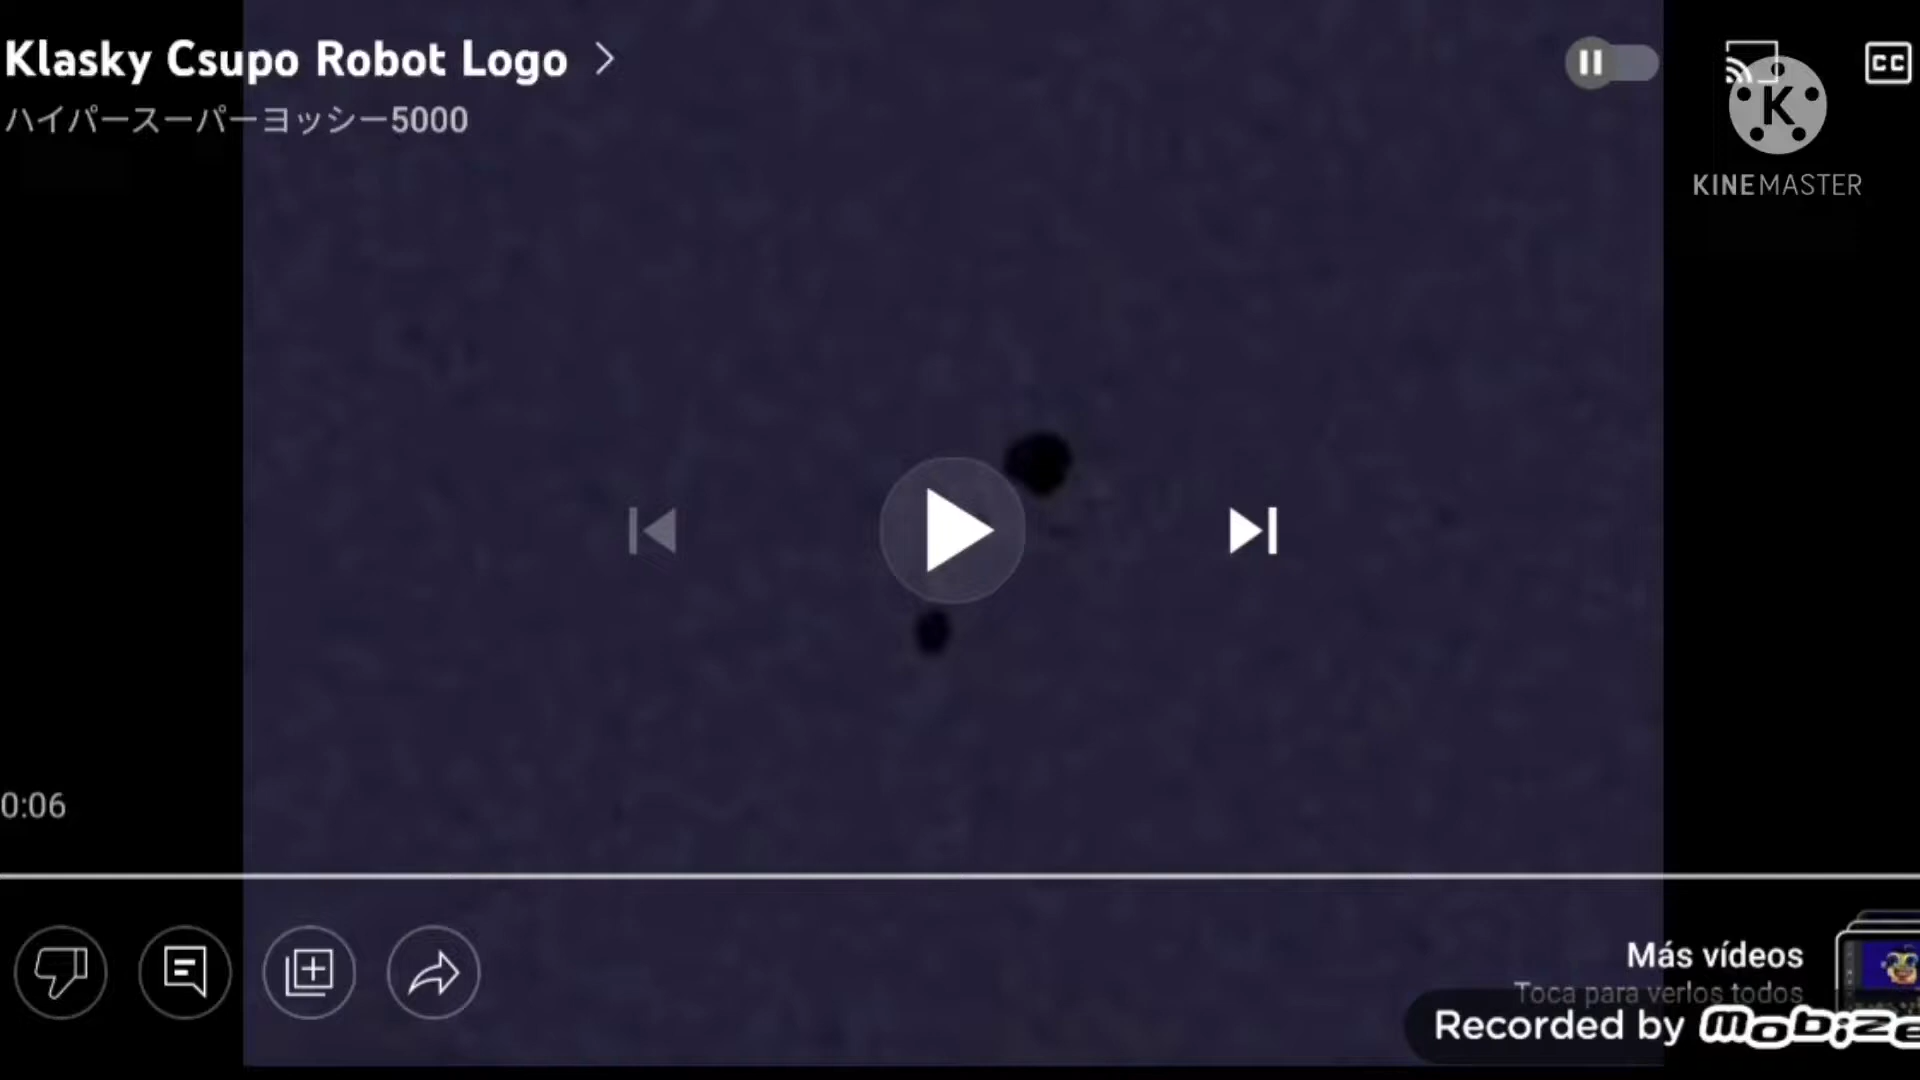 Klasky Csupo Robot Logo
ハイパースーパーヨッシー5000
CC
K
KINEMASTER
0:06
Más vídeos
Toca para verlos todos
Recorded by